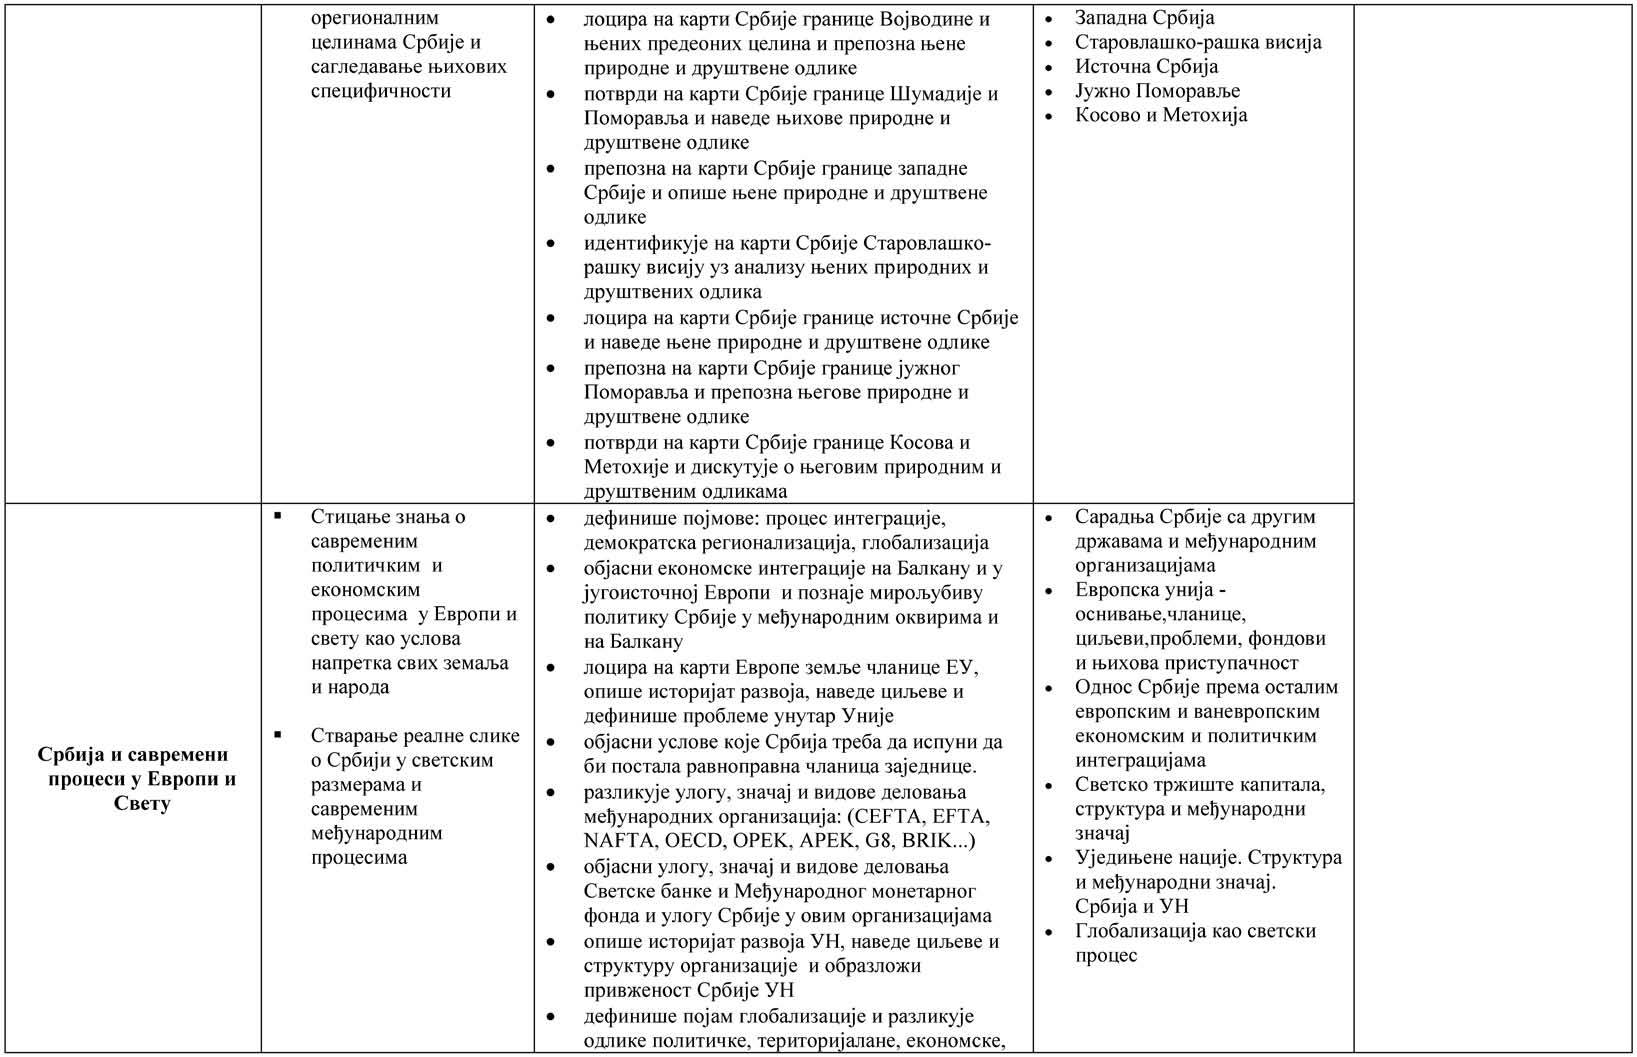 орегионалним
целинама Србије и
сагледавање њихових
специфичности
• лоцира на карти Србије границе Војводине и
њених предеоних целина и препозна њене
природне и друштвене одлике
• потврди на карти Србије границе Шумадије и
Поморавља и наведе њихове природне и
друштвене одлике
• препозна на карти Србије границе западне
Србије и опише њене природне и друштвене
одлике
• идентификује на карти Србије Старовлашко-
рашку висију уз анализу њених природних и
друштвених одлика
• лоцира на карти Србије границе источне Србије
и наведе њене природне и друштвене одлике
• препозна на карти Србије границе јужног
Поморавља и препозна његове природне и
друштвене одлике
• потврди на карти Србије границе Косова и
Метохије и дискутује о његовим природним и
друштвеним одликама
• Западна Србија
• Старовлашко-рашка висија
• Источна Србија
• Јужно Поморавље
• Косово и Метохија
Србија и савремени
процеси у Европи и
Свету
▪ Стицање знања о
савременим
политичким и
економским
процесима у Европи и
свету као услова
напретка свих земаља
и народа
▪ Стварање реалне слике
о Србији у светским
размерама и
савременим
међународним
процесима
• дефинише појмове: процес интеграције,
демократска регионализација, глобализација
• објасни економске интеграције на Балкану и у
југоисточној Европи и познаје мирољубиву
политику Србије у међународним оквирима и
на Балкану
• лоцира на карти Европе земље чланице ЕУ,
опише историјат развоја, наведе циљеве и
дефинише проблеме унутар Уније
• објасни услове које Србија треба да испуни да
би постала равноправна чланица заједнице.
• разликује улогу, значај и видове деловања
међународних организација: (CEFTA, EFTA,
NAFTA, OECD, OPEK, APEK, G8, BRIK...)
• објасни улогу, значај и видове деловања
Светске банке и Међународног монетарног
фонда и улогу Србије у овим организацијама
• опише историјат развоја УН, наведе циљеве и
структуру организације и образложи
привженост Србије УН
• дефинише појам глобализације и разликује
одлике политичке, територијалане, економске,
• Сарадња Србије са другим
државама и међународним
организацијама
• Европска унија -
оснивање,чланице,
циљеви,проблеми, фондови
и њихова приступачност
• Однос Србије према осталим
европским и ваневропским
економским и политичким
интеграцијама
• Светско тржиште капитала,
структура и међународни
значај
• Уједињене нације. Структура
и међународни значај.
Србија и УН
• Глобализација као светски
процес